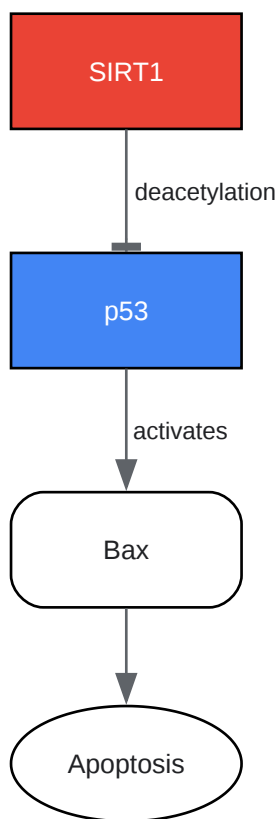 SIRT1
deacetylation
p53
activates
Bax
Apoptosis